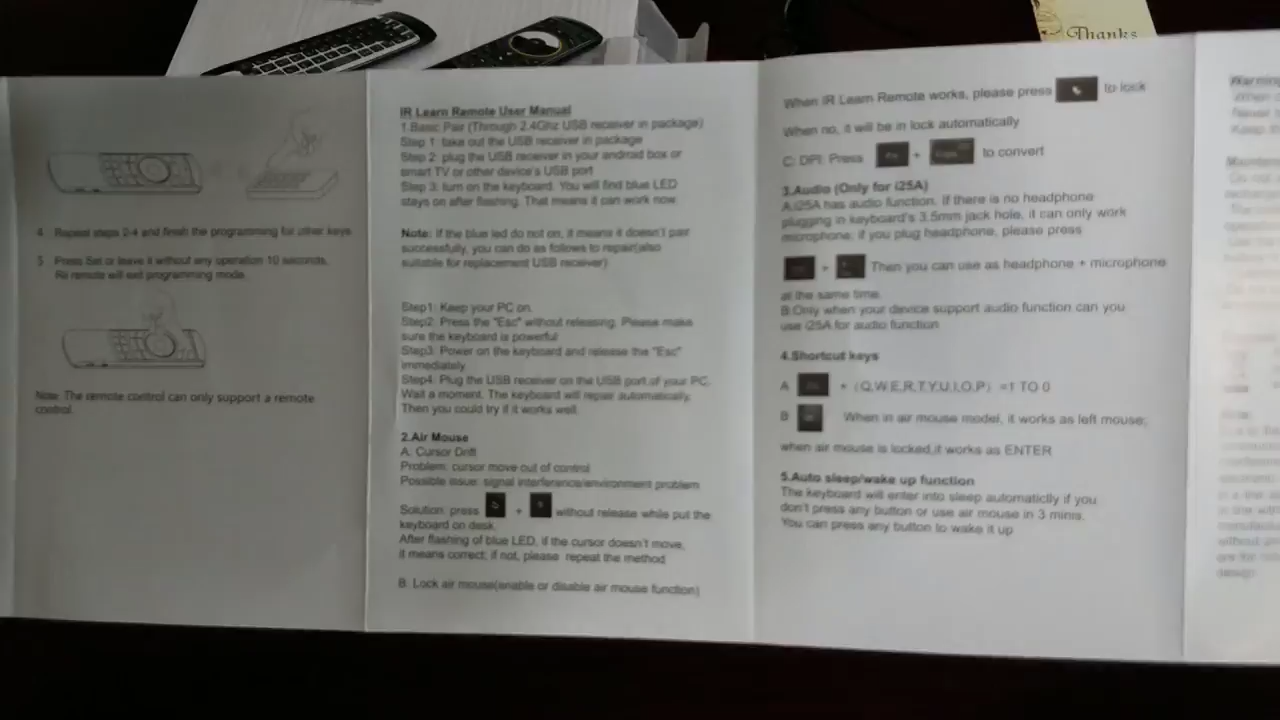 Thanks
4. Repeat steps 2-4 and finish the programming for other keys.
5. Press Set or leave it without any operation 10 seconds,
Rii remote will exit programming mode.
Note: The remote control can only support a remote
control.
IR Learn Remote User Manual
1.Basic Pair (Through 2.4Ghz USB receiver in package)
Step 1: take out the USB receiver in package
Step 2: plug the USB receiver in your andriod box or
smart TV or other device's USB port
Step 3: turn on the keyboard. You will find blue LED
stays on after flashing. That means it can work now.
Note: If the blue led do not on, it means it doesn't pair
successfully, you can do as follows to repair(also
suitable for replacement USB receiver)
Step1: Keep your PC on.
Step2: Press the "Esc" without releasing. Please make
sure the keyboard is powerful
Step3: Power on the keyboard and release the "Esc"
immediately
Step4: Plug the USB receiver on the USB port of your PC.
Wait a moment. The keyboard will repair automatically.
Then you could try if it works well.
2.Air Mouse
A. Cursor Drift
Problem: cursor move out of control
Possible issue: signal interference/environment problem
Solution: press + without release while put the
keyboard on desk.
After flashing of blue LED, if the cursor doesn't move,
it means correct; if not, please repeat the method
B. Lock air mouse(enable or disable air mouse function)
When IR Learn Remote works, please press to lock
When no, it will be in lock automatically
C: DPI: Press + to convert
3.Audio (Only for i25A)
A.i25A has audio function. If there is no headphone
plugging in keyboard's 3.5mm jack hole, it can only work
microphone; if you plug headphone, please press
+ Then you can use as headphone + microphone
at the same time.
B.Only when your device support audio function can you
use i25A for audio function
4.Shortcut keys
A + (Q.W.E.R.T.Y.U.I.O.P) =1 TO 0
B When in air mouse model, it works as left mouse;
when air mouse is locked,it works as ENTER
5.Auto sleep/wake up function
The keyboard will enter into sleep automaticlly if you
don't press any button or use air mouse in 3 minis.
You can press any button to wake it up
design